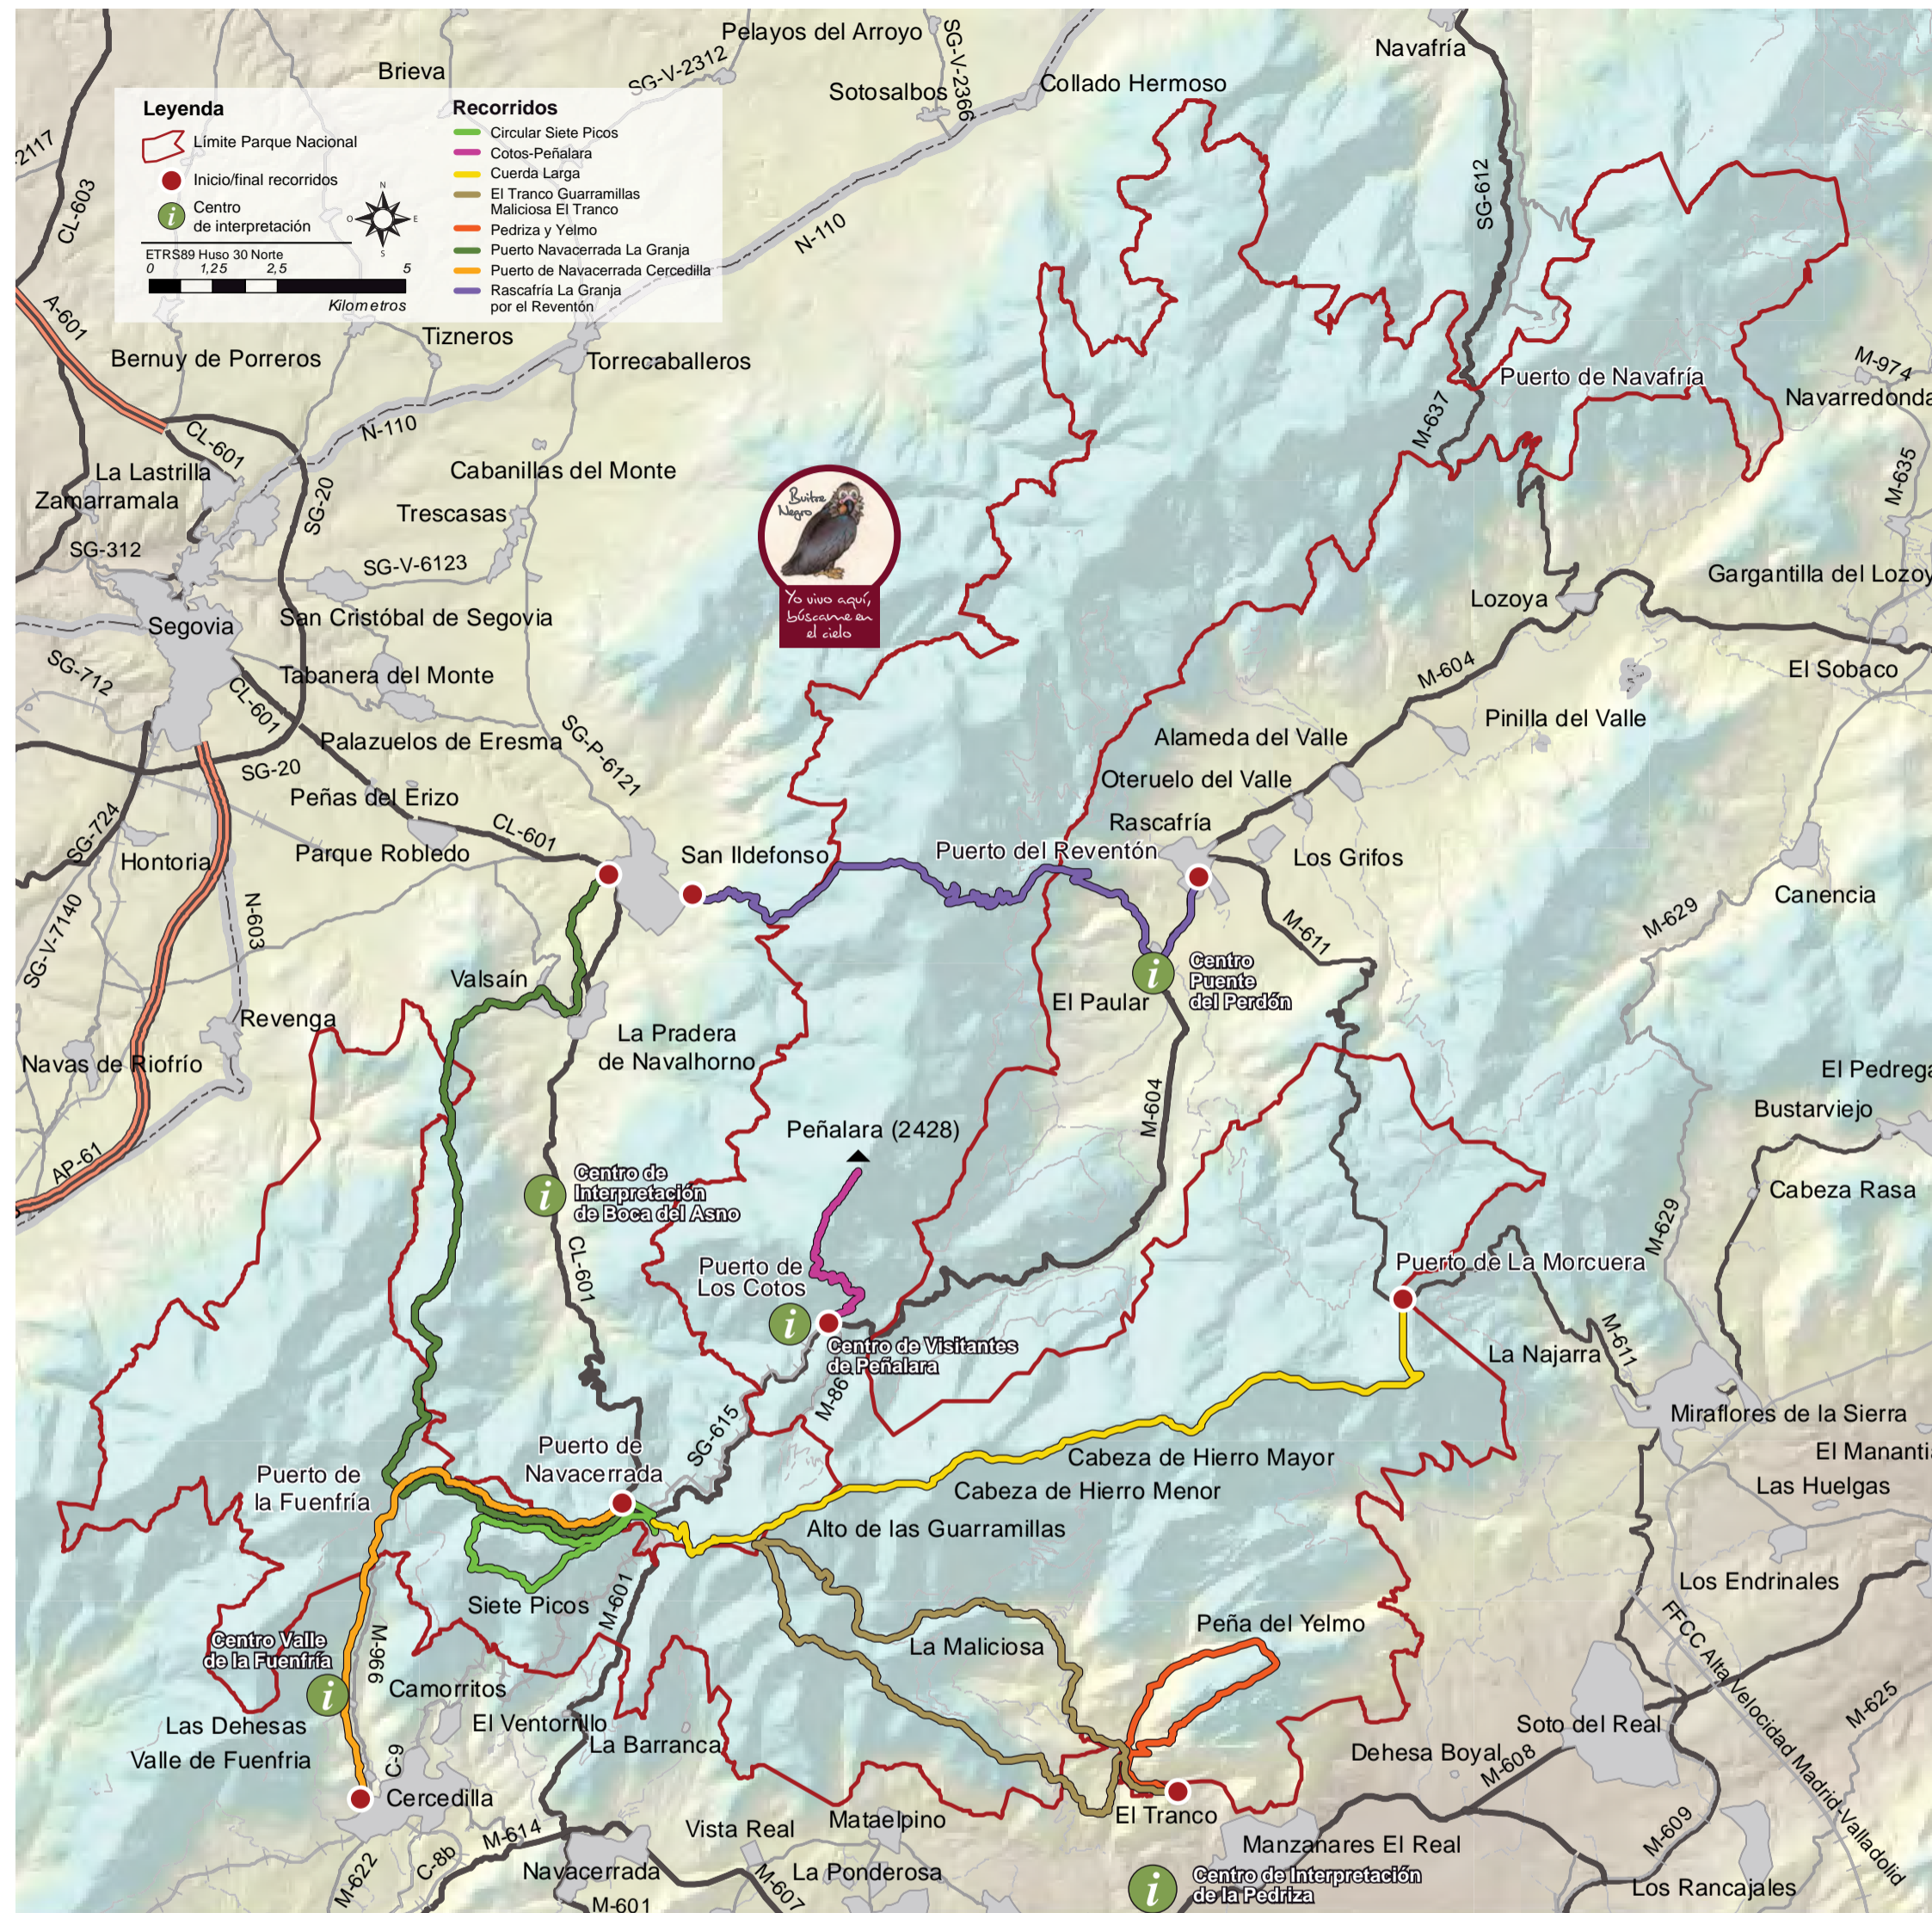 Pelayos del Arroyo
SG-V-2366
Navafría
Brieva
SG-V-2312
Sotosalbos
Collado Hermoso
Leyenda
Límite Parque Nacional
Inicio/final recorridos
i
Centro
de interpretación
N
O
E
S
ETRS89 Huso 30 Norte
0
1,25
2,5
5
Kilometros
Recorridos
Circular Siete Picos
Cotos-Peñalara
Cuerda Larga
El Tranco Guarramillas
Maliciosa El Tranco
Pedriza y Yelmo
Puerto Navacerrada La Granja
Puerto de Navacerrada Cercedilla
Rascafría La Granja
por el Reventón
2117
CL-603
SG-612
N-110
A-601
Tizneros
Bernuy de Porreros
Torrecaballeros
Puerto de Navafría
M-974
Navarredonda
M-637
N-110
CL-601
La Lastrilla
Zamarramala
SG-20
Cabanillas del Monte
Trescasas
M-635
Buitre
Negro
Yo vivo aquí,
búscame en
el cielo
SG-312
SG-V-6123
Gargantilla del Lozoy
Lozoya
Segovia
San Cristóbal de Segovia
SG-712
Tabanera del Monte
CL-601
M-604
El Sobaco
Palazuelos de Eresma
SG-P-6121
Pinilla del Valle
Alameda del Valle
SG-20
Oteruelo del Valle
Peñas del Erizo
CL-601
Rascafría
SG-724
Hontoria
Parque Robledo
San Ildefonso
Puerto del Reventón
Los Grifos
Canencia
SG-V-7140
N-603
M-611
M-629
Valsaín
i
Centro
Puente
del Perdón
El Paular
Revenga
La Pradera
de Navalhorno
Navas de Riofrío
El Pedrega
Bustarviejo
M-604
Peñalara (2428)
AP-61
i
Centro de
Interpretación
de Boca del Asno
Cabeza Rasa
M-629
CL-601
Puerto de
Los Cotos
Puerto de La Morcuera
i
Centro de Visitantes
de Peñalara
M-611
La Najarra
M-86
SG-615
Miraflores de la Sierra
Puerto de
Navacerrada
Cabeza de Hierro Mayor
El Mananti
Puerto de
la Fuenfría
Cabeza de Hierro Menor
Las Huelgas
Alto de las Guarramillas
Los Endrinales
Siete Picos
M-601
FFCC Alta Velocidad Madrid-Valladolid
Peña del Yelmo
Centro Valle
de la Fuenfría
M-966
La Maliciosa
i
Camorritos
Las Dehesas
El Ventorrillo
Soto del Real
M-625
Valle de Fuenfria
La Barranca
Dehesa Boyal
M-608
C-9
Cercedilla
El Tranco
Mataelpino
Vista Real
M-614
Manzanares El Real
M-609
M-622
C-8b
Navacerrada
M-607
La Ponderosa
i
Centro de Interpretación
de la Pedriza
Los Rancajales
M-601